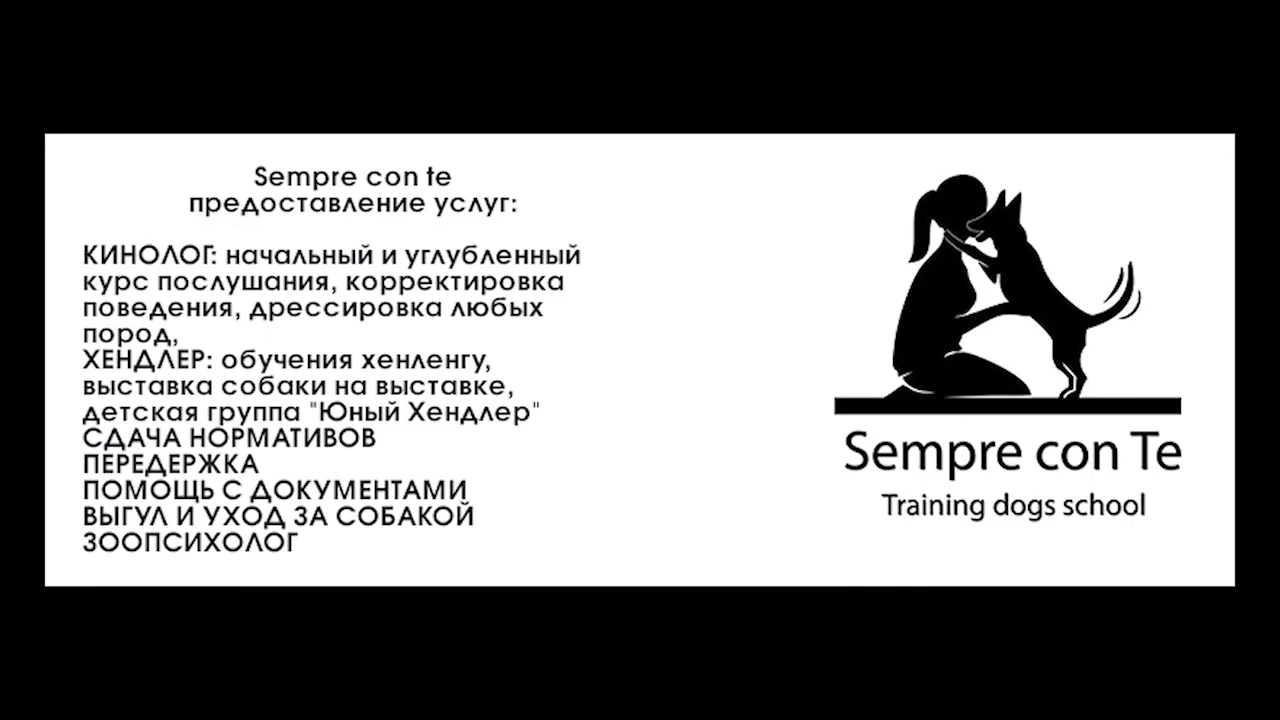 Sempre con te
предоставление услуг:
КИНОЛОГ: начальный и углубленный
курс послушания, корректировка
поведения, дрессировка любых
пород,
ХЕНДЛЕР: обучения хенленгу,
выставка собаки на выставке,
детская группа "Юный Хендлер"
СДАЧА НОРМАТИВОВ
ПЕРЕДЕРЖКА
ПОМОЩЬ С ДОКУМЕНТАМИ
ВЫГУЛ И УХОД ЗА СОБАКОЙ
ЗООПСИХОЛОГ
Sempre con Te
Training dogs school